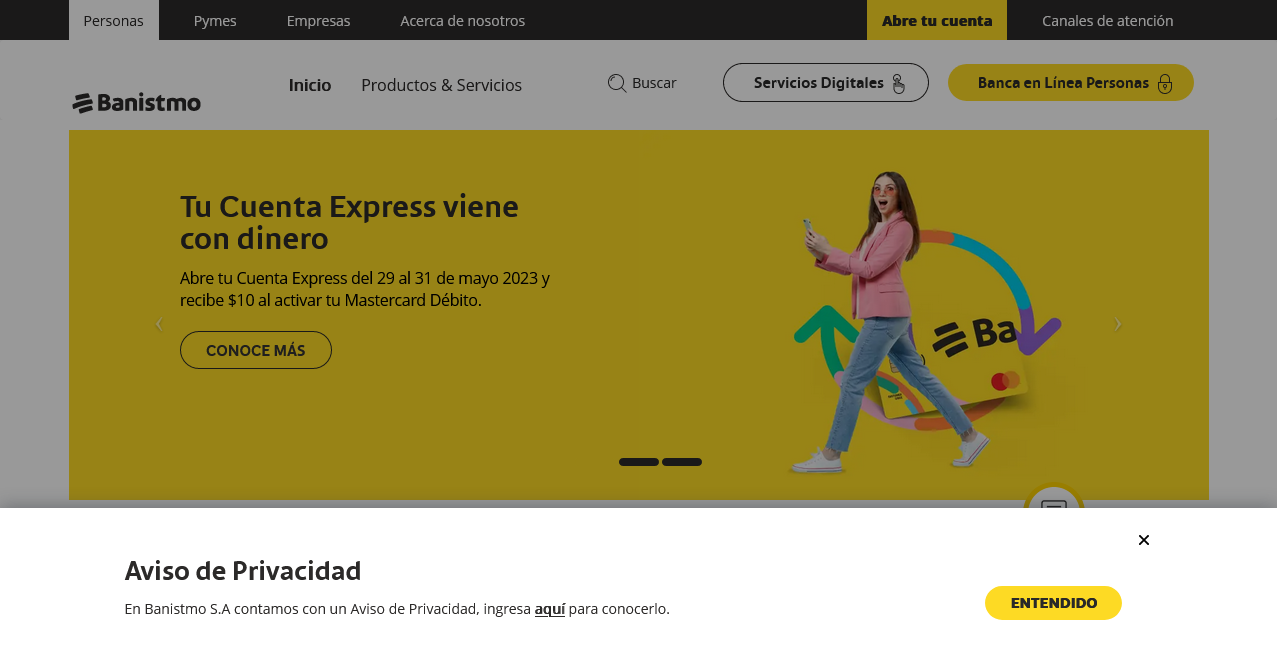 Personas
Pymes
Empresas
Acerca de nosotros
Abre tu cuenta
Canales de atención
Banistmo
Inicio
Productos & Servicios
Buscar
Servicios Digitales
Banca en Línea Personas
Tu Cuenta Express viene
con dinero
Abre tu Cuenta Express del 29 al 31 de mayo 2023 y
recibe $10 al activar tu Mastercard Débito.
CONOCE MÁS
Ba
Aviso de Privacidad
En Banistmo S.A contamos con un Aviso de Privacidad, ingresa aquí para conocerlo.
ENTENDIDO